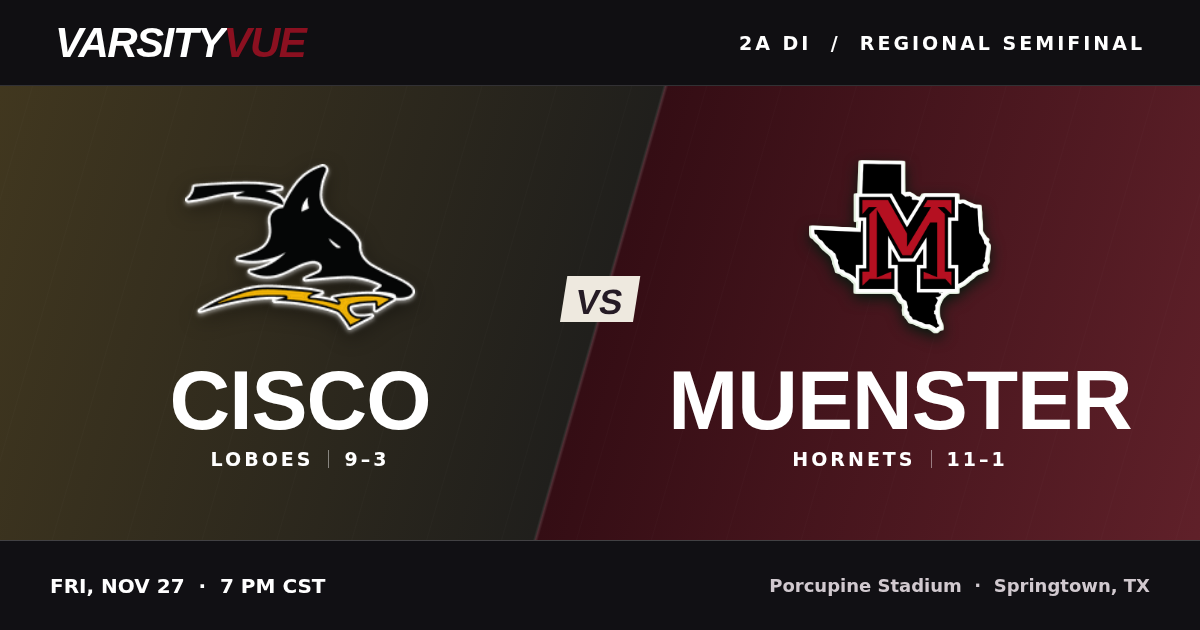 VARSITYVUE
2A DI / REGIONAL SEMIFINAL
M
VS
CISCO
MUENSTER
LOBOES | 9–3
HORNETS | 11–1
FRI, NOV 27 · 7 PM CST
Porcupine Stadium · Springtown, TX